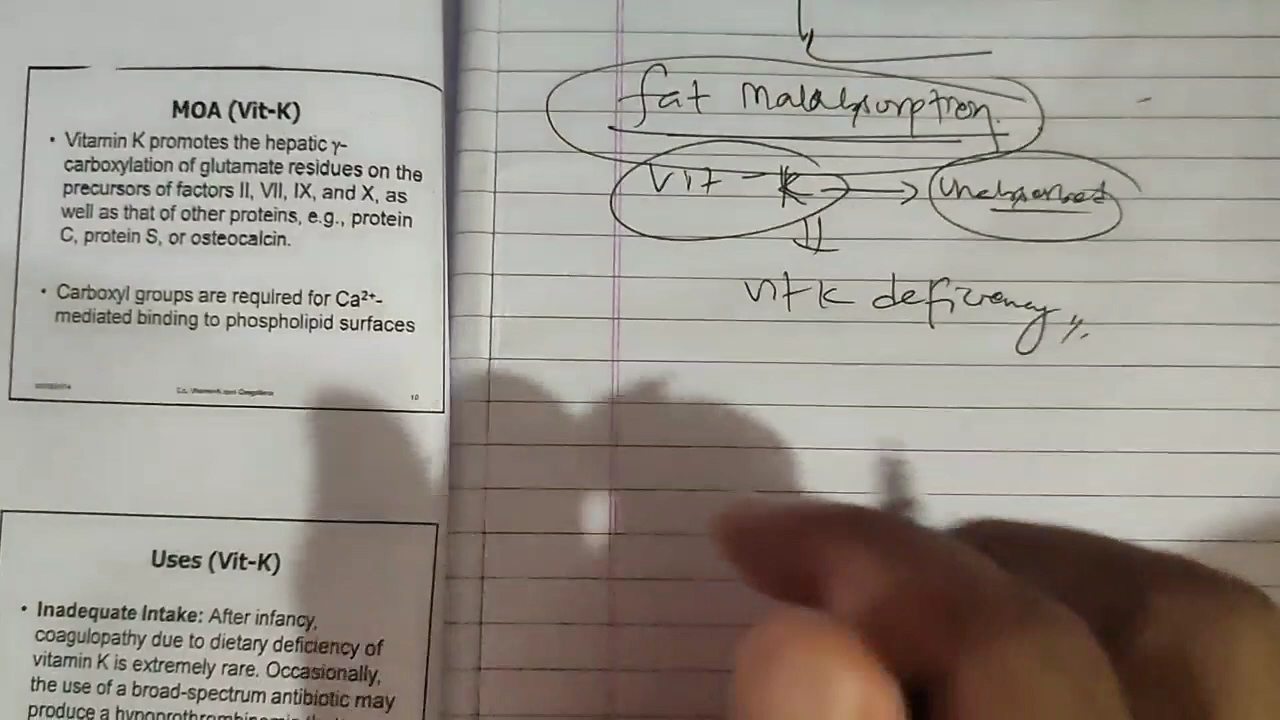 MOA (Vit-K)
• Vitamin K promotes the hepatic γ-
carboxylation of glutamate residues on the
precursors of factors II, VII, IX, and X, as
well as that of other proteins, e.g., protein
C, protein S, or osteocalcin.
• Carboxyl groups are required for Ca²⁺-
mediated binding to phospholipid surfaces
10
Uses (Vit-K)
• Inadequate Intake: After infancy,
coagulopathy due to dietary deficiency of
vitamin K is extremely rare. Occasionally,
the use of a broad-spectrum antibiotic may
produce a
fat Malabsorption
Vit - K → Unabsorbed
⇓
vit K deficiency